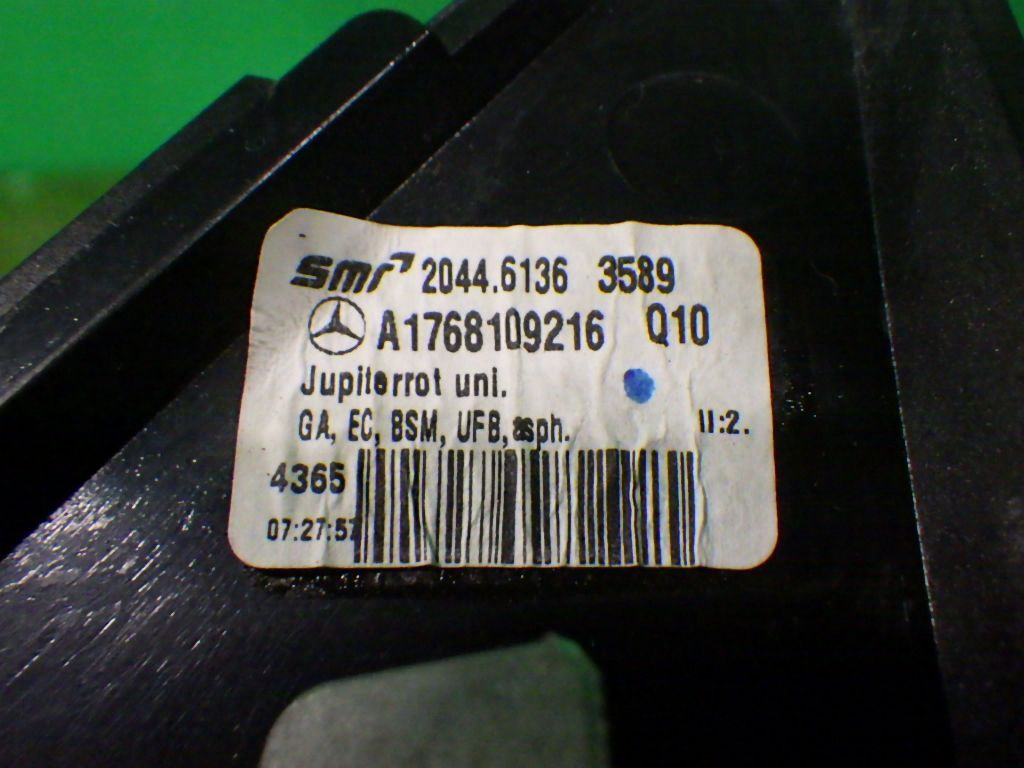 smr 2044.6136 3589
A1768109216 Q10
Jupiterrot uni.
GA, EC, BSM, UFB, asph. II:2.
4365
07:27:57